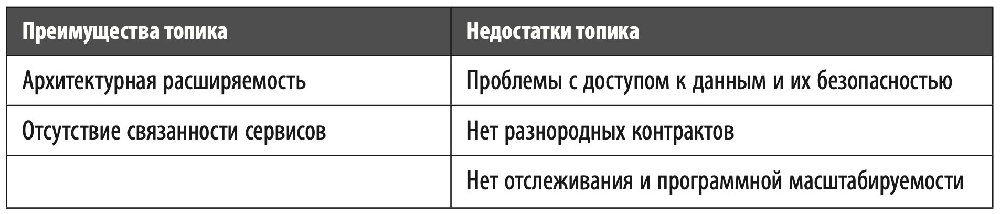 Преимущества топика
Недостатки топика
Архитектурная расширяемость
Проблемы с доступом к данным и их безопасностью
Отсутствие связанности сервисов
Нет разнородных контрактов
Нет отслеживания и программной масштабируемости